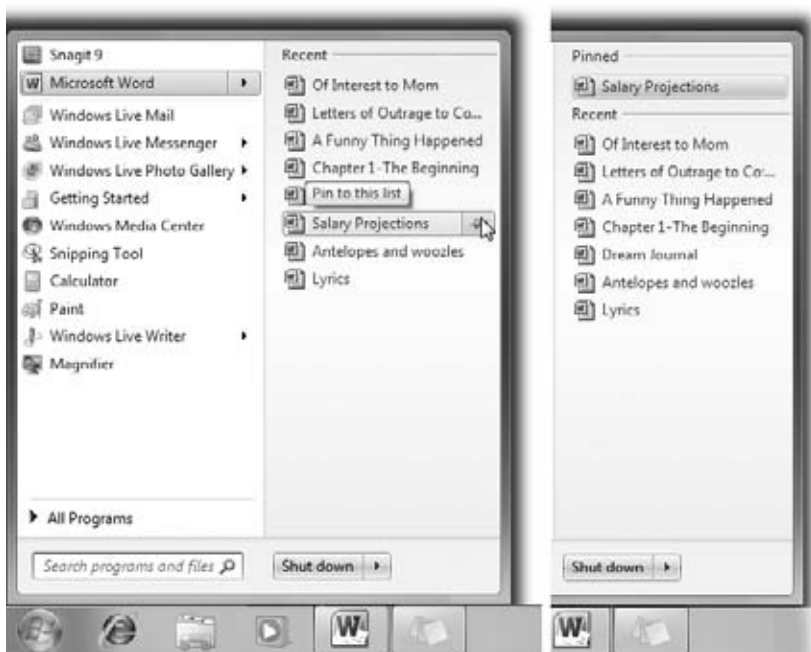 Snagit 9
Microsoft Word
Windows Live Mail
Windows Live Messenger
Windows Live Photo Gallery
Getting Started
Windows Media Center
Snipping Tool
Calculator
Paint
Windows Live Writer
Magnifier
All Programs
Search programs and files
Recent
Of Interest to Mom
Letters of Outrage to Co...
A Funny Thing Happened
Chapter 1-The Beginning
Pin to this list
Salary Projections
Antelopes and woozles
Lyrics
Shut down
Pinned
Salary Projections
Recent
Of Interest to Mom
Letters of Outrage to Co...
A Funny Thing Happened
Chapter 1-The Beginning
Dream Journal
Antelopes and woozles
Lyrics
Shut down